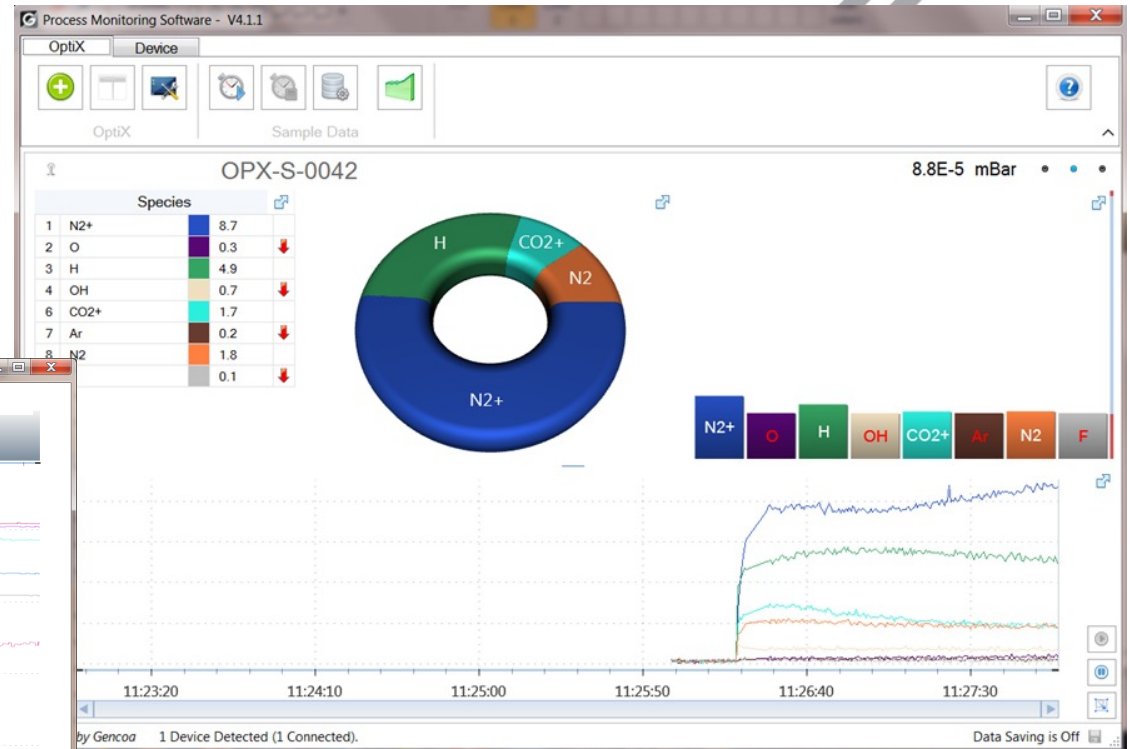 Process Monitoring Software - V4.1.1
OptiX Device
OptiX Sample Data
OPX-S-0042 8.8E-5 mBar
Species
1 N2+ 8.7
2 O 0.3
3 H 4.9
4 OH 0.7
6 CO2+ 1.7
7 Ar 0.2
8 N2 1.8
0.1
H CO2+
N2
N2+
N2+ O H OH CO2+ Ar N2 F
11:23:20 11:24:10 11:25:00 11:25:50 11:26:40 11:27:30
by Gencoa 1 Device Detected (1 Connected). Data Saving is Off